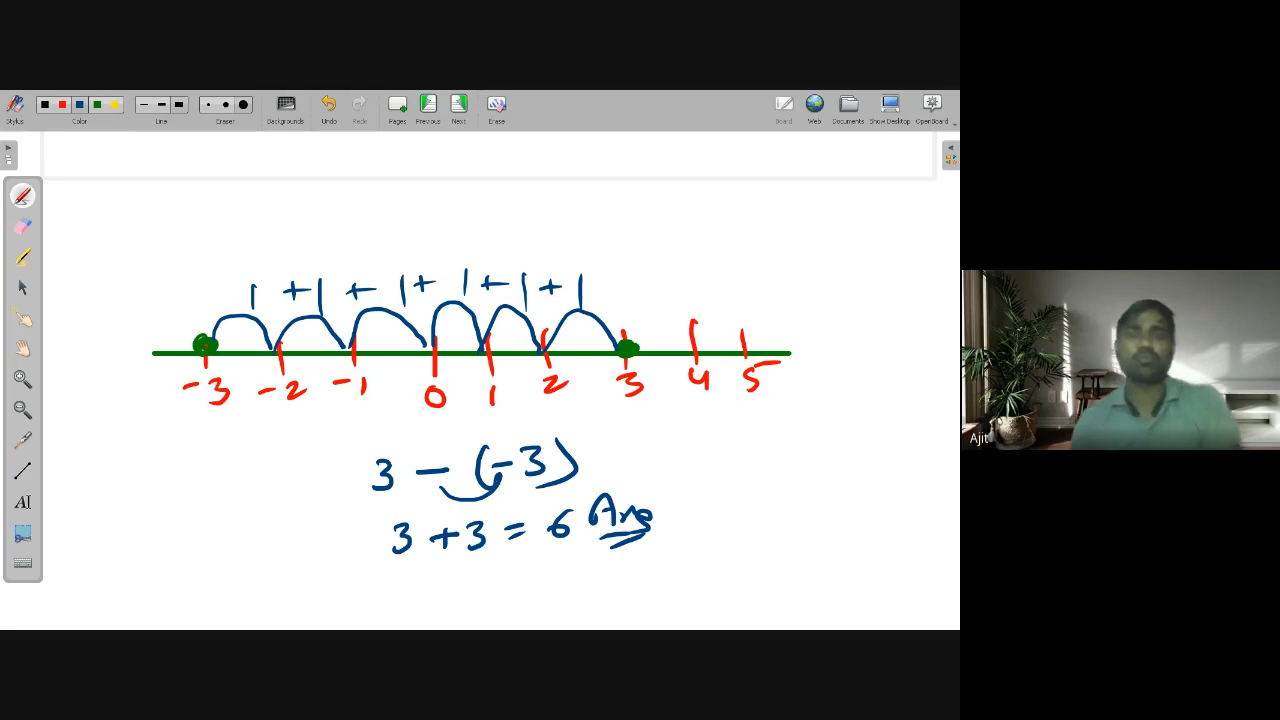 Stylus Color Line Eraser Backgrounds Undo Redo Pages Previous Next Erase Board Web Documents Show Desktop OpenBoard
1 + 1 + 1 + 1 + 1 + 1
-3 -2 -1 0 1 2 3 4 5
3 - (-3)
3 + 3 = 6 Ans
Ajit